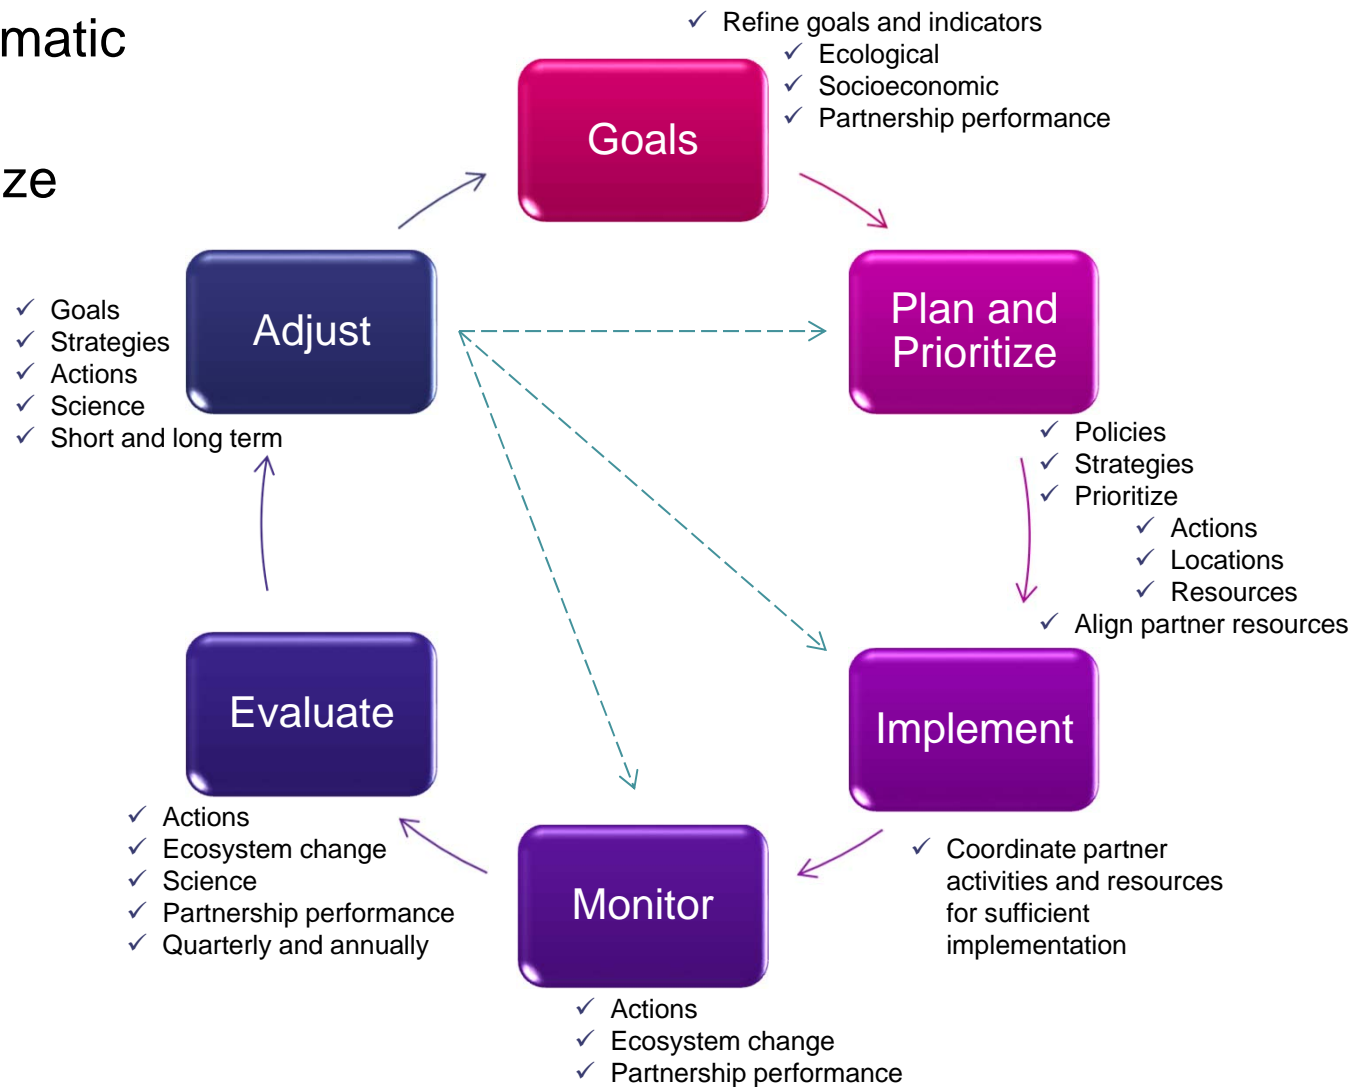 matic
ze
✓ Refine goals and indicators
✓ Ecological
✓ Socioeconomic
✓ Partnership performance
Goals
Plan and
Prioritize
✓ Policies
✓ Strategies
✓ Prioritize
✓ Actions
✓ Locations
✓ Resources
✓ Align partner resources
Implement
✓ Coordinate partner
activities and resources
for sufficient
implementation
Monitor
✓ Actions
✓ Ecosystem change
✓ Partnership performance
Evaluate
✓ Actions
✓ Ecosystem change
✓ Science
✓ Partnership performance
✓ Quarterly and annually
Adjust
✓ Goals
✓ Strategies
✓ Actions
✓ Science
✓ Short and long term